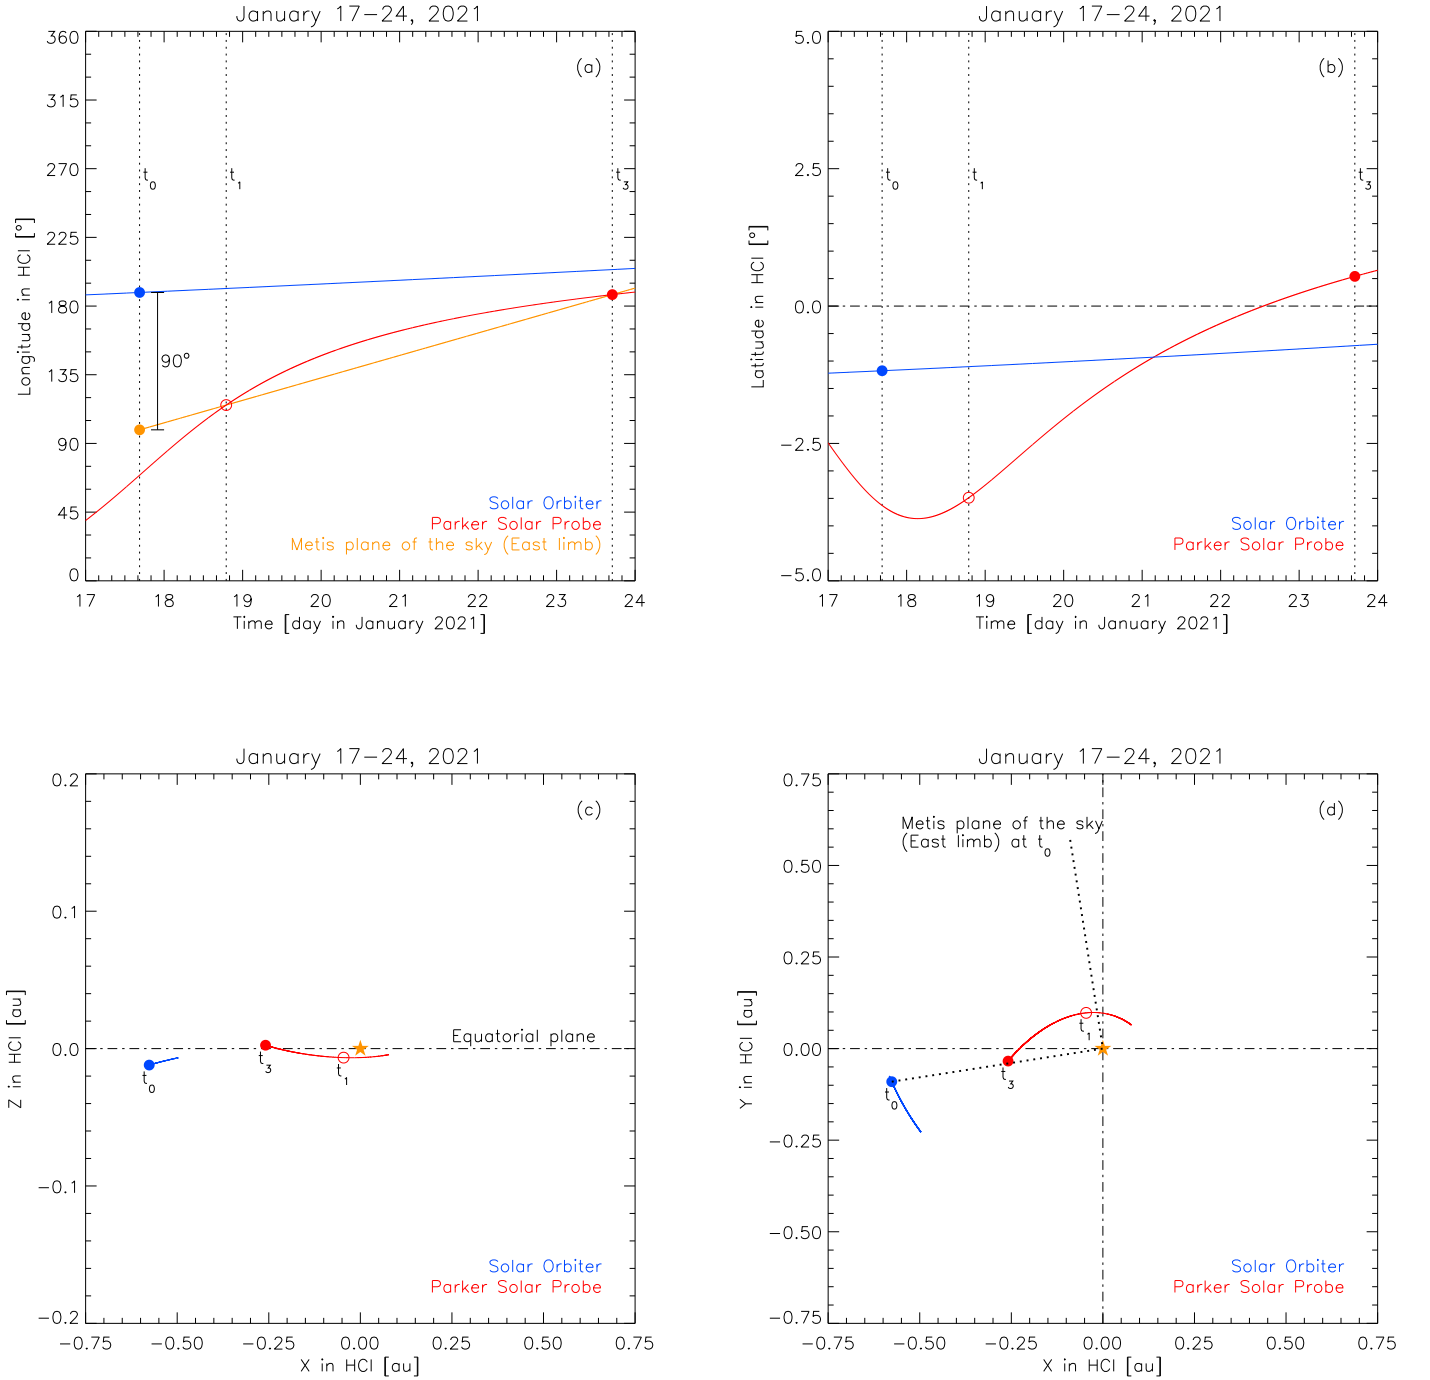 January 17−24, 2021
(a)
360
315
270
225
180
135
90
45
0
Longitude in HCI [°]
t0
t1
t3
90°
Solar Orbiter
Parker Solar Probe
Metis plane of the sky (East limb)
17 18 19 20 21 22 23 24
Time [day in January 2021]
January 17−24, 2021
(b)
5.0
2.5
0.0
−2.5
−5.0
Latitude in HCI [°]
t0
t1
t3
Solar Orbiter
Parker Solar Probe
17 18 19 20 21 22 23 24
Time [day in January 2021]
January 17−24, 2021
(c)
0.2
0.1
0.0
−0.1
−0.2
Z in HCI [au]
Equatorial plane
t0
t3
t1
Solar Orbiter
Parker Solar Probe
−0.75 −0.50 −0.25 0.00 0.25 0.50 0.75
X in HCI [au]
January 17−24, 2021
(d)
0.75
0.50
0.25
0.00
−0.25
−0.50
−0.75
Y in HCI [au]
Metis plane of the sky
(East limb) at t0
t1
t3
t0
Solar Orbiter
Parker Solar Probe
−0.75 −0.50 −0.25 0.00 0.25 0.50 0.75
X in HCI [au]